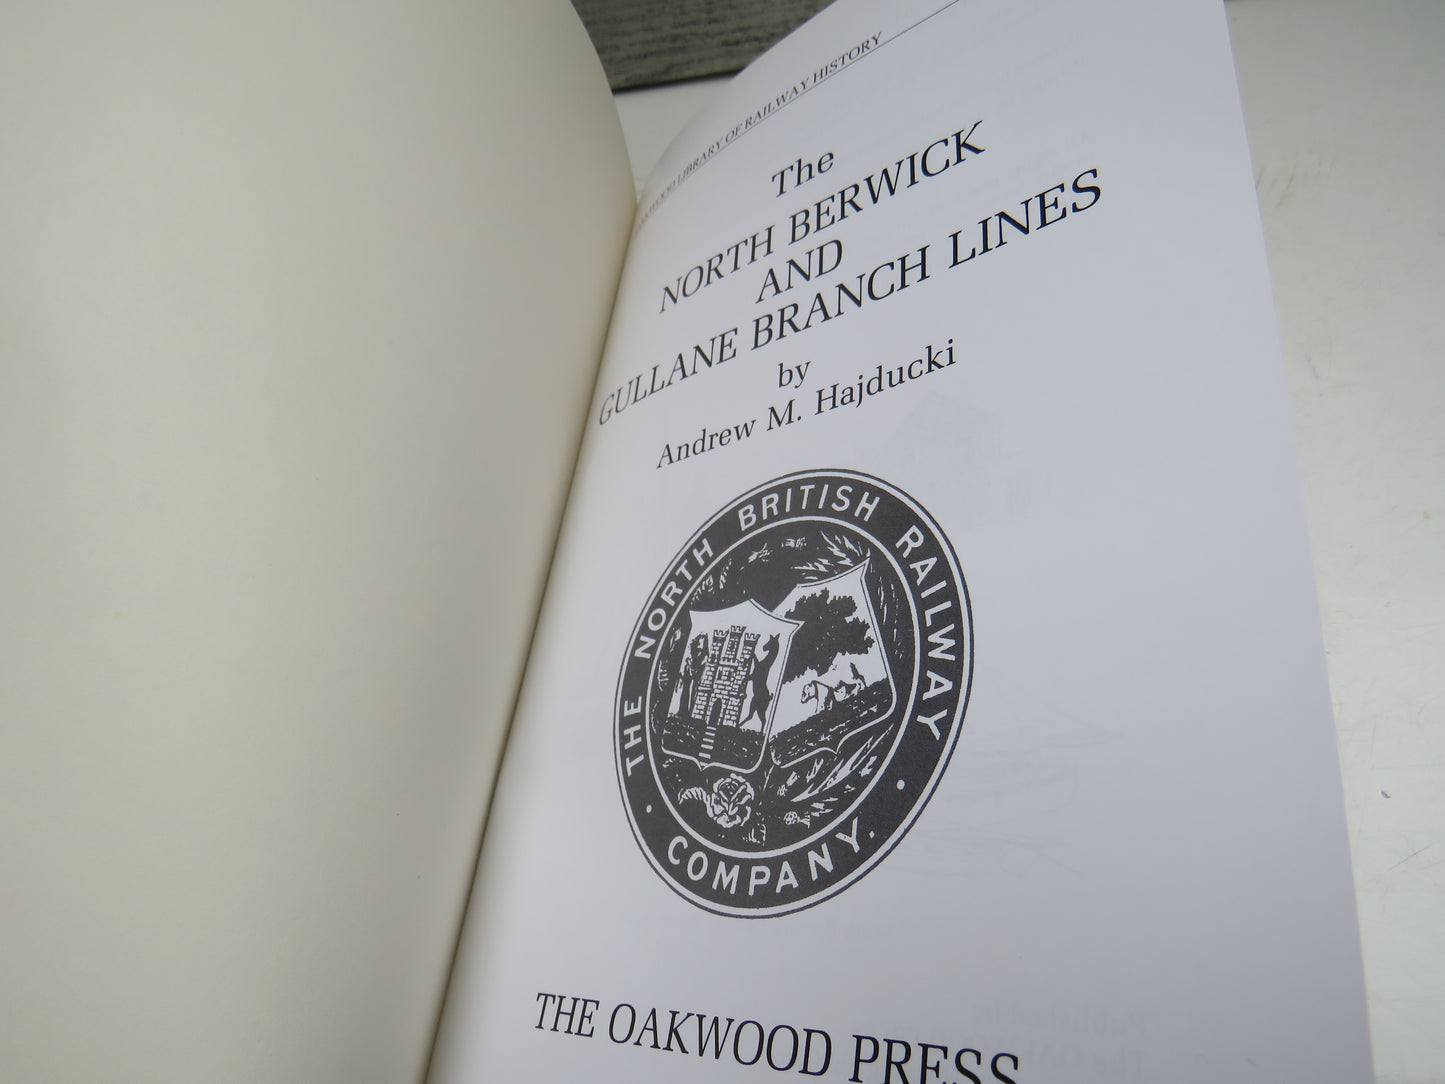 OAKWOOD LIBRARY OF RAILWAY HISTORY
The
NORTH BERWICK
AND
GULLANE BRANCH LINES
by
Andrew M. Hajducki
THE NORTH BRITISH RAILWAY
· COMPANY. ·
THE OAKWOOD PRESS